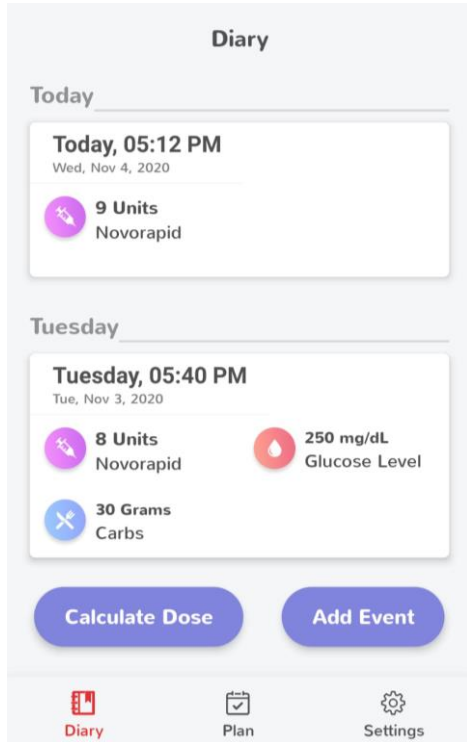 Diary
Today
Today, 05:12 PM
Wed, Nov 4, 2020
9 Units
Novorapid
Tuesday
Tuesday, 05:40 PM
Tue, Nov 3, 2020
8 Units
Novorapid
250 mg/dL
Glucose Level
30 Grams
Carbs
Calculate Dose
Add Event
Diary
Plan
Settings